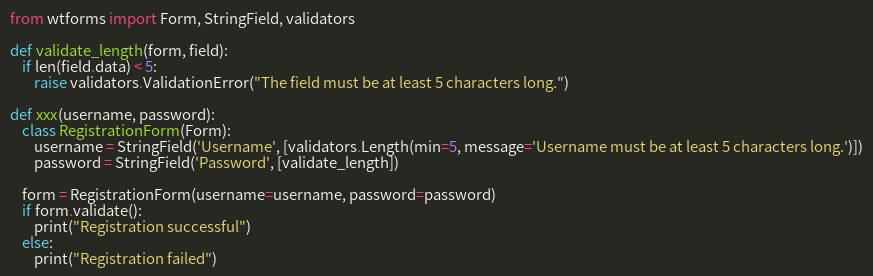 from wtforms import Form, StringField, validators

def validate_length(form, field):
    if len(field.data) < 5:
        raise validators.ValidationError("The field must be at least 5 characters long.")

def xxx(username, password):
    class RegistrationForm(Form):
        username = StringField('Username', [validators.Length(min=5, message='Username must be at least 5 characters long.')])
        password = StringField('Password', [validate_length])

    form = RegistrationForm(username=username, password=password)
    if form.validate():
        print("Registration successful")
    else:
        print("Registration failed")